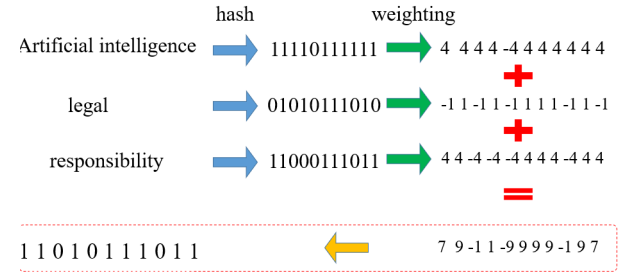 hash weighting
Artificial intelligence 11110111111 4 4 4 4 -4 4 4 4 4 4 4
legal 01010111010 -1 1 -1 1 -1 1 1 1 -1 1 -1
responsibility 11000111011 4 4 -4 -4 -4 4 4 4 -4 4 4
1 1 0 1 0 1 1 1 0 1 1 7 9 -1 1 -9 9 9 9 -1 9 7